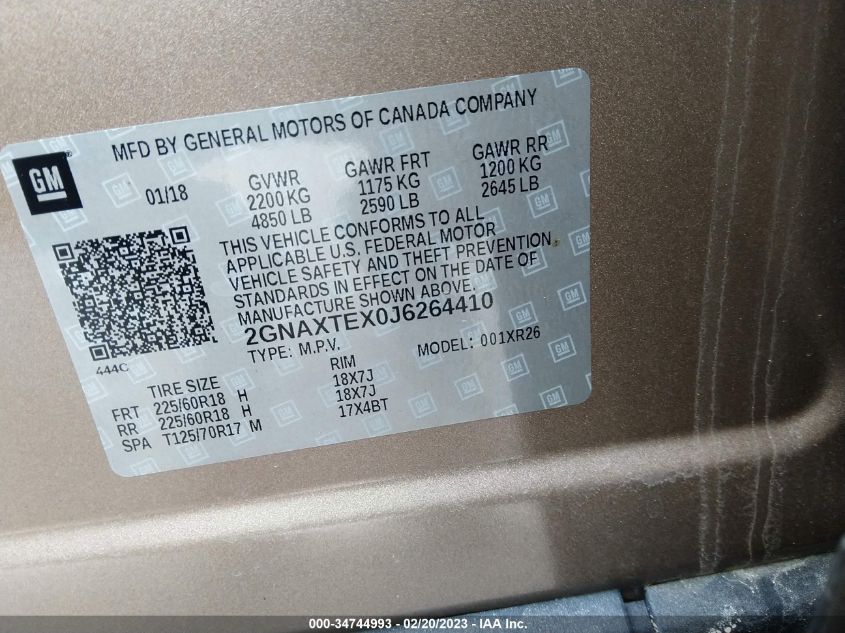 MFD BY GENERAL MOTORS OF CANADA COMPANY
GM
01/18
GVWR GAWR FRT GAWR RR
2200 KG 1175 KG 1200 KG
4850 LB 2590 LB 2645 LB
THIS VEHICLE CONFORMS TO ALL
APPLICABLE U.S. FEDERAL MOTOR
VEHICLE SAFETY AND THEFT PREVENTION
STANDARDS IN EFFECT ON THE DATE OF
MANUFACTURE SHOWN ABOVE.
2GNAXTEX0J6264410
444C
TYPE: M.P.V. MODEL: 001XR26
TIRE SIZE RIM
FRT 225/60R18 H 18X7J
RR 225/60R18 H 18X7J
SPA T125/70R17 M 17X4BT
000-34744993 - 02/20/2023 - IAA Inc.